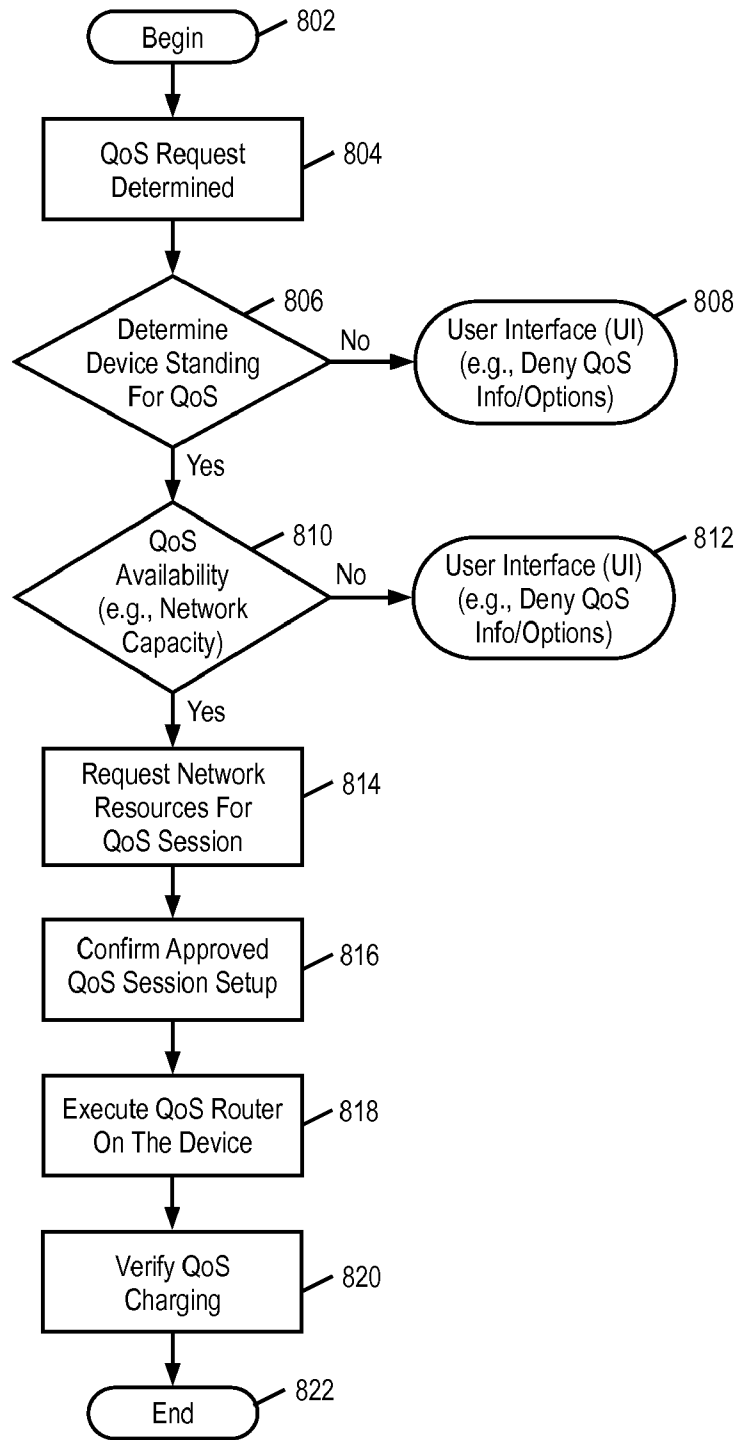 Begin
802
QoS Request
Determined
804
Determine
Device Standing
For QoS
806
No
User Interface (UI)
(e.g., Deny QoS
Info/Options)
808
Yes
QoS
Availability
(e.g., Network
Capacity)
810
No
User Interface (UI)
(e.g., Deny QoS
Info/Options)
812
Yes
Request Network
Resources For
QoS Session
814
Confirm Approved
QoS Session Setup
816
Execute QoS Router
On The Device
818
Verify QoS
Charging
820
End
822